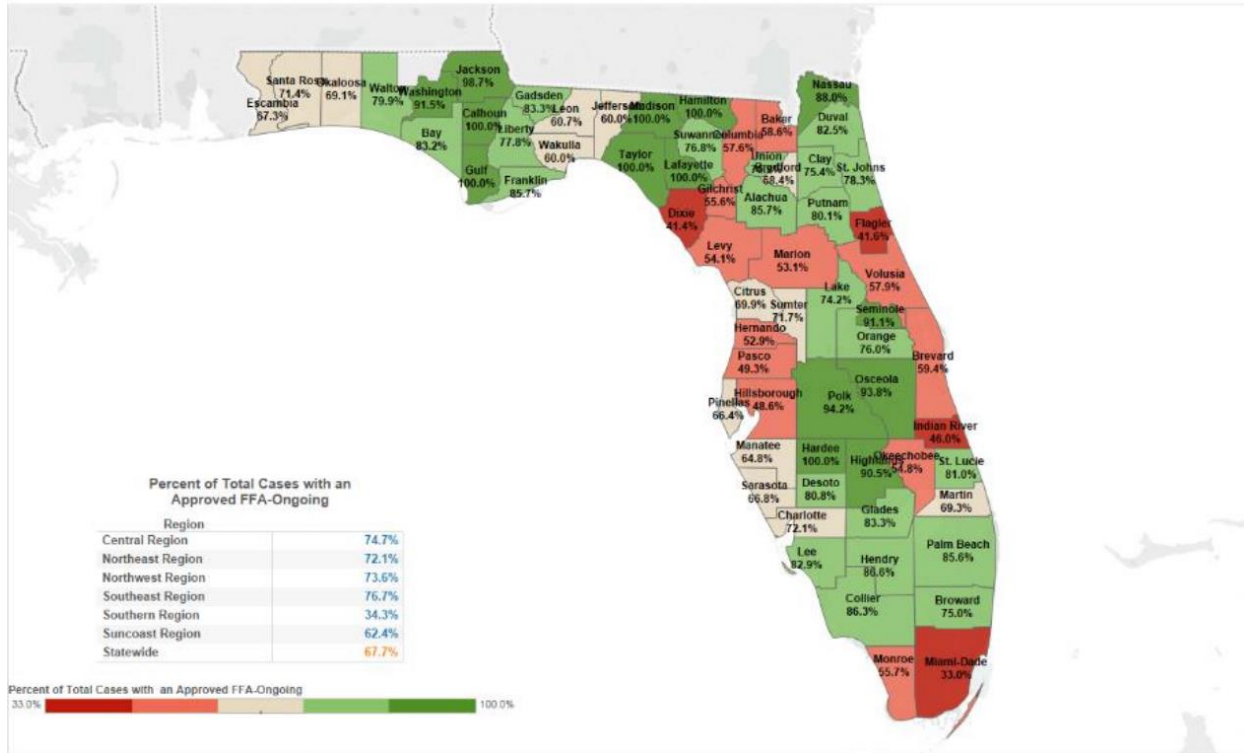 Jackson
98.7%
Santa Rosa
71.4%
Okaloosa
69.1%
Walton
79.9%
Washington
91.5%
Escambia
67.3%
Gadsden
83.3%
Leon
60.7%
Jefferson
60.0%
Madison
100.0%
Hamilton
100.0%
Nassau
88.0%
Calhoun
100.0%
Bay
83.2%
Liberty
77.8%
Wakulla
60.0%
Suwannee
76.8%
Columbia
57.6%
Baker
58.6%
Duval
82.5%
Gulf
100.0%
Franklin
85.7%
Taylor
100.0%
Lafayette
100.0%
Union
Bradford
68.4%
Clay
75.4%
St. Johns
78.3%
Gilchrist
55.6%
Alachua
85.7%
Putnam
80.1%
Dixie
41.4%
Flagler
41.6%
Levy
54.1%
Marion
53.1%
Volusia
57.9%
Citrus
69.9%
Sumter
71.7%
Lake
74.2%
Seminole
91.1%
Hernando
52.9%
Orange
76.0%
Pasco
49.3%
Brevard
59.4%
Osceola
93.8%
Polk
94.2%
Hillsborough
48.6%
Pinellas
66.4%
Indian River
46.0%
Manatee
64.8%
Hardee
100.0%
Highlands
90.5%
Okeechobee
54.8%
St. Lucie
81.0%
Sarasota
66.8%
Desoto
80.8%
Martin
69.3%
Charlotte
72.1%
Glades
83.3%
Lee
82.9%
Hendry
86.6%
Palm Beach
85.6%
Collier
86.3%
Broward
75.0%
Monroe
55.7%
Miami-Dade
33.0%
Percent of Total Cases with an
Approved FFA-Ongoing
Region
Central Region 74.7%
Northeast Region 72.1%
Northwest Region 73.6%
Southeast Region 76.7%
Southern Region 34.3%
Suncoast Region 62.4%
Statewide 67.7%
Percent of Total Cases with an Approved FFA-Ongoing
33.0% 100.0%